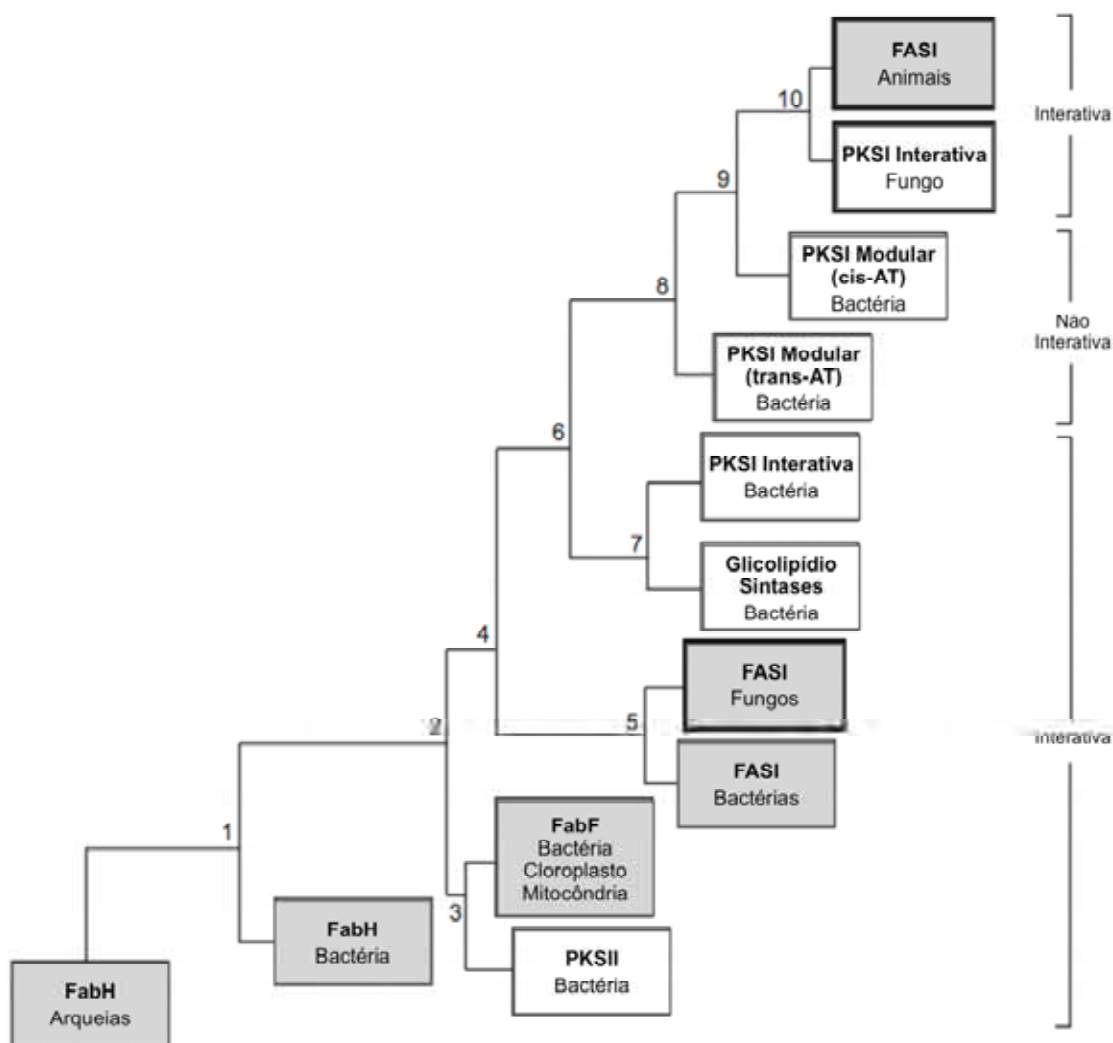 FASI
Animais
10
Interativa
PKSI Interativa
Fungo
9
PKSI Modular
(cis-AT)
Bactéria
8
Nao
Interativa
PKSI Modular
(trans-AT)
Bactéria
6
PKSI Interativa
Bactéria
7
Glicolipídio
Sintases
Bactéria
4
FASI
Fungos
5
2
Interativa
FASI
Bactérias
FabF
Bactéria
Cloroplasto
Mitocôndria
1
3
FabH
Bactéria
PKSII
Bactéria
FabH
Arqueias